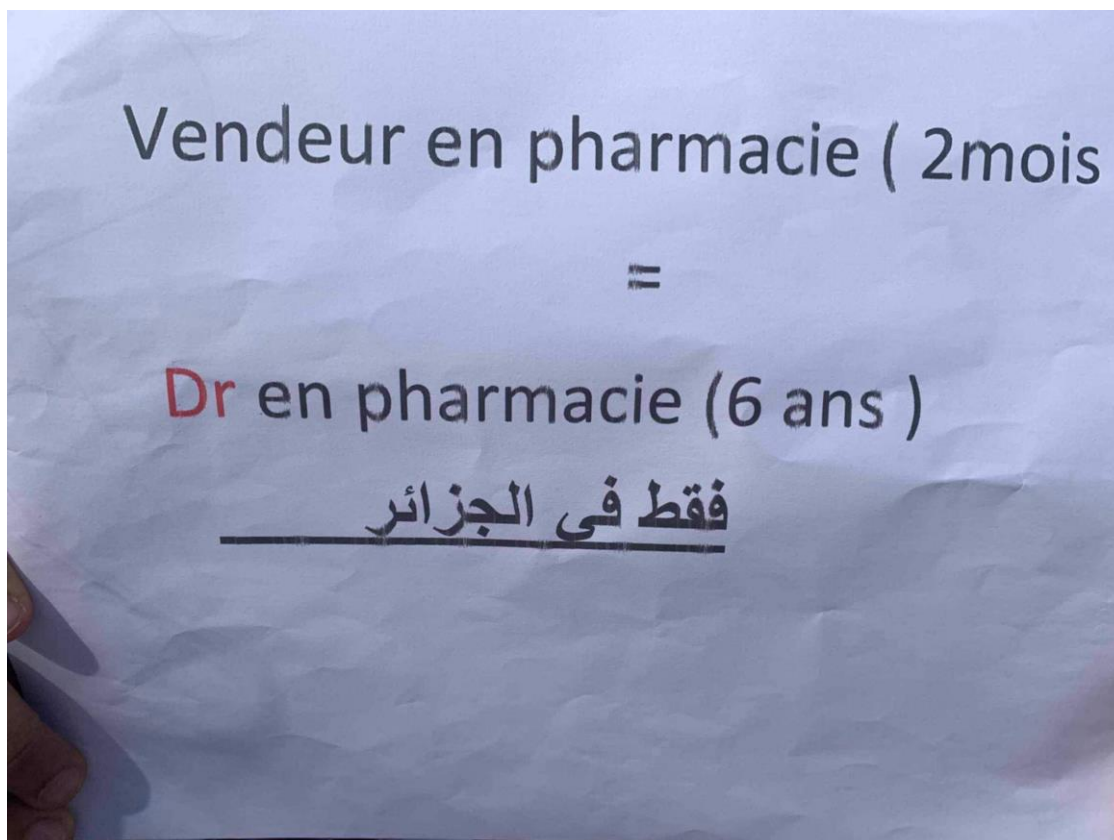 Vendeur en pharmacie ( 2mois
=
Dr en pharmacie (6 ans )
فقط في الجزائر